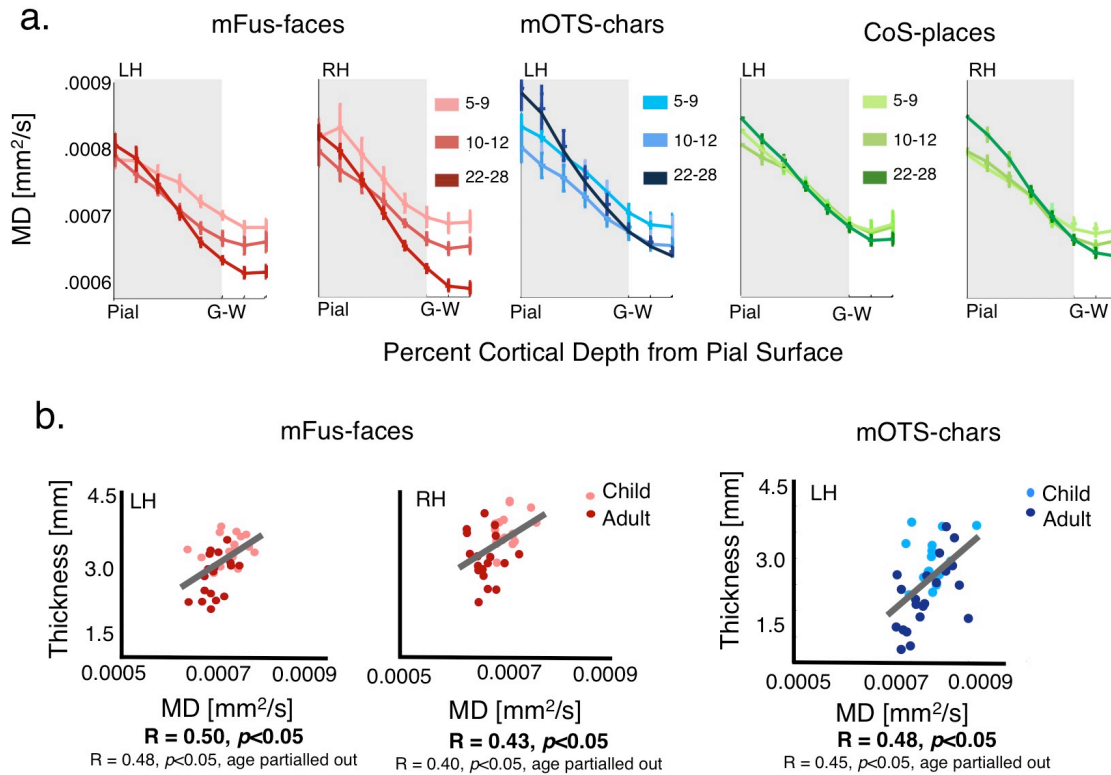 a.
mFus-faces
mOTS-chars
CoS-places
LH
RH
LH
LH
RH
MD [mm²/s]
.0009
.0008
.0007
.0006
5-9
10-12
22-28
5-9
10-12
22-28
5-9
10-12
22-28
Pial G-W
Pial G-W
Pial G-W
Pial G-W
Pial G-W
Percent Cortical Depth from Pial Surface
b.
mFus-faces
mOTS-chars
Thickness [mm]
4.5
3.0
1.5
LH
0.0005 0.0007 0.0009
MD [mm²/s]
R = 0.50, p<0.05
R = 0.48, p<0.05, age partialled out
RH
Child
Adult
0.0005 0.0007 0.0009
MD [mm²/s]
R = 0.43, p<0.05
R = 0.40, p<0.05, age partialled out
Thickness [mm]
4.5
3.0
1.5
LH
Child
Adult
0.0005 0.0007 0.0009
MD [mm²/s]
R = 0.48, p<0.05
R = 0.45, p<0.05, age partialled out